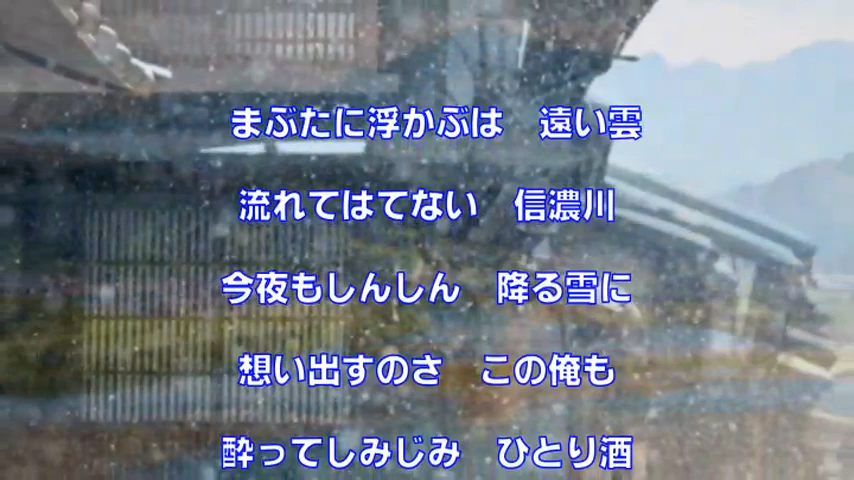 まぶたに浮かぶは　遠い雲
流れてはてない　信濃川
今夜もしんしん　降る雪に
想い出すのさ　この俺も
酔ってしみじみ　ひとり酒